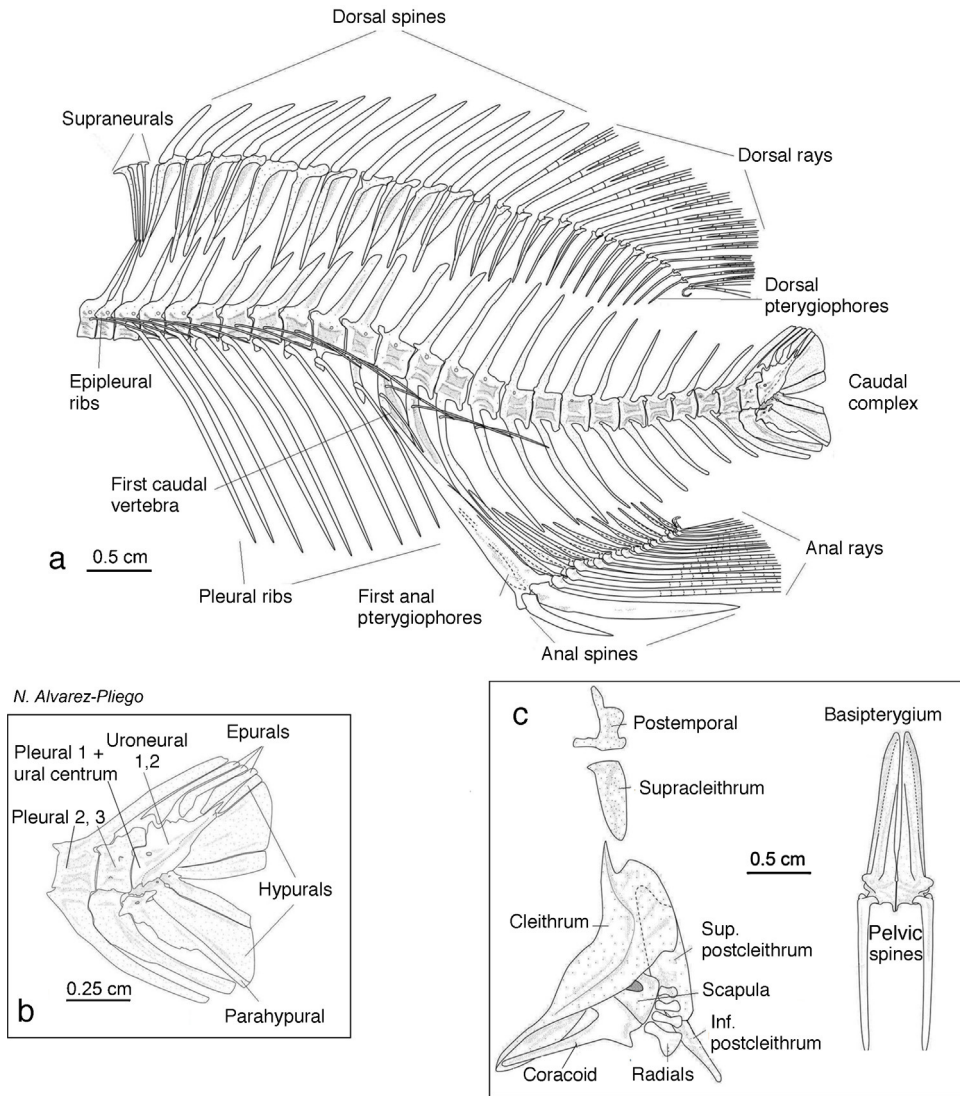 Dorsal spines
Supraneurals
Dorsal rays
Dorsal
pterygiophores
Epipleural
ribs
Caudal
complex
First caudal
vertebra
a
0.5 cm
Anal rays
Pleural ribs
First anal
pterygiophores
Anal spines
N. Alvarez-Pliego
Epurals
Uroneural
1,2
Pleural 1 +
ural centrum
Pleural 2, 3
Hypurals
0.25 cm
b
Parahypural
c
Postemporal
Basipterygium
Supracleithrum
0.5 cm
Cleithrum
Sup.
postcleithrum
Pelvic
spines
Scapula
Inf.
postcleithrum
Coracoid
Radials